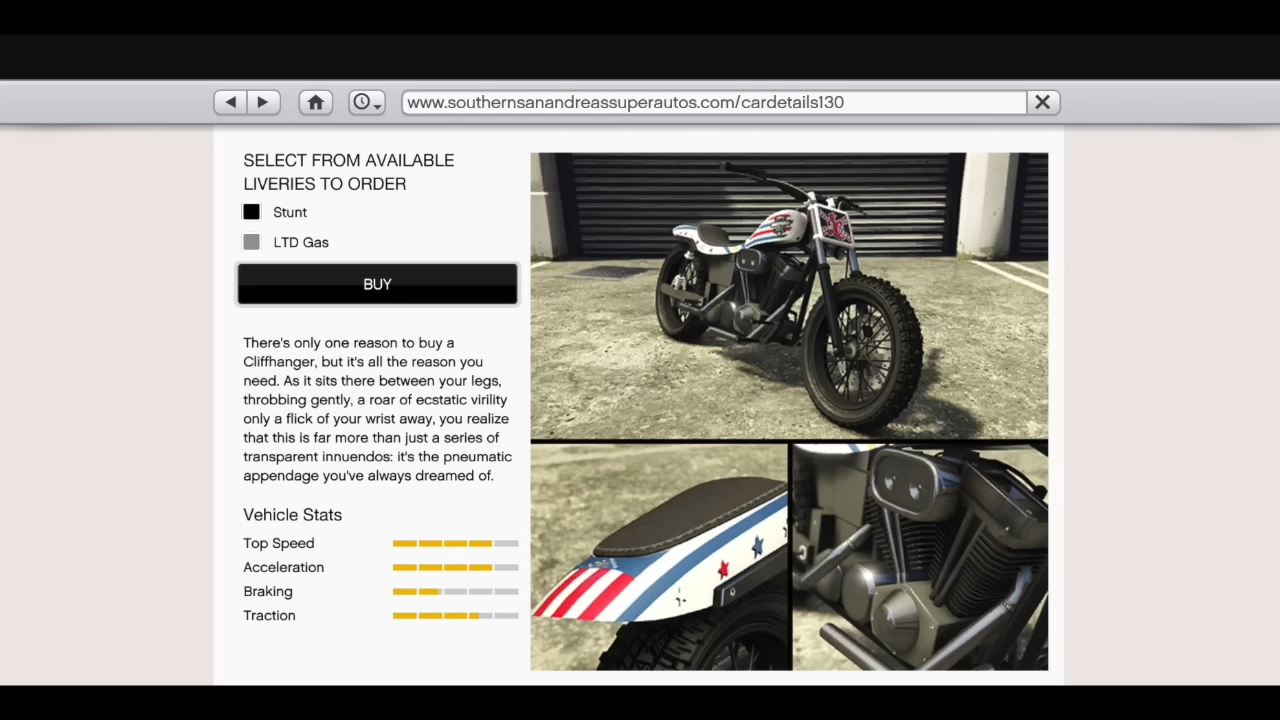 www.southernsanandreassuperautos.com/cardetails130
SELECT FROM AVAILABLE
LIVERIES TO ORDER
Stunt
LTD Gas
BUY
There's only one reason to buy a
Cliffhanger, but it's all the reason you
need. As it sits there between your legs,
throbbing gently, a roar of ecstatic virility
only a flick of your wrist away, you realize
that this is far more than just a series of
transparent innuendos: it's the pneumatic
appendage you've always dreamed of.
Vehicle Stats
Top Speed
Acceleration
Braking
Traction